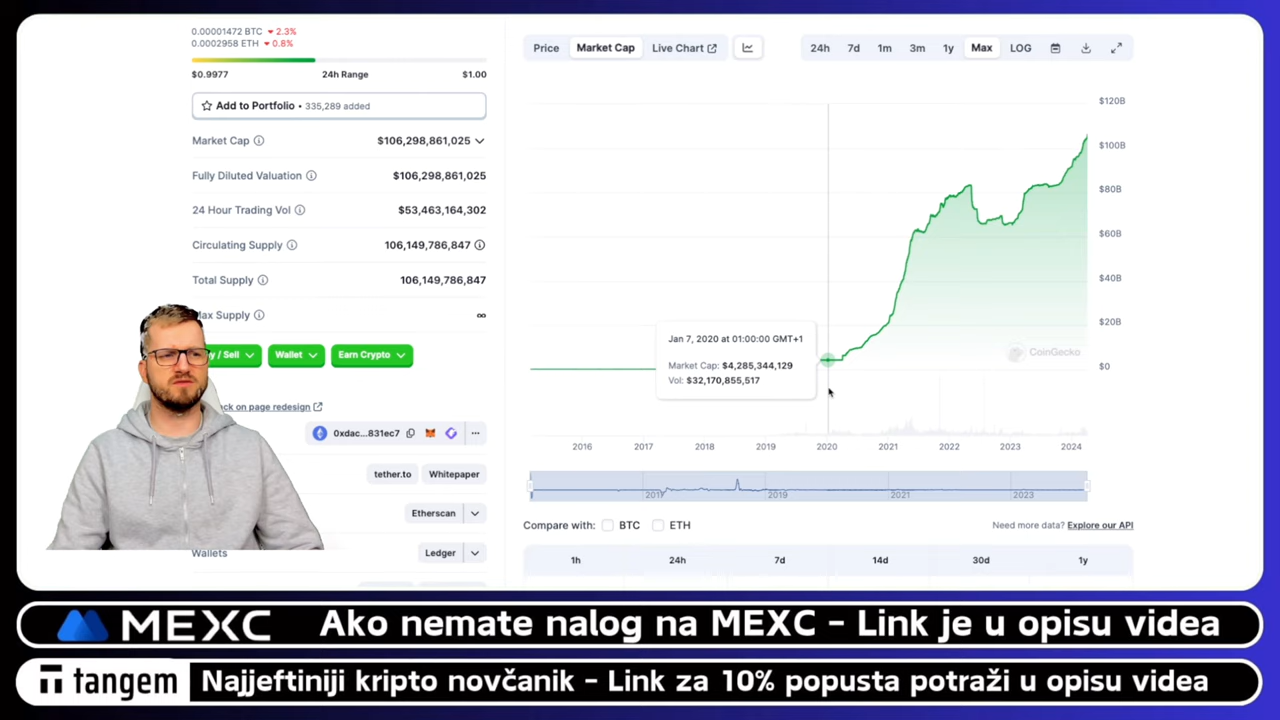 0.00001472 BTC ▼ 2.3%
0.0002958 ETH ▼ 0.8%
$0.9977 24h Range $1.00
Add to Portfolio • 335,289 added
Market Cap $106,298,861,025
Fully Diluted Valuation $106,298,861,025
24 Hour Trading Vol $53,463,164,302
Circulating Supply 106,149,786,847
Total Supply 106,149,786,847
Max Supply ∞
/ Sell Wallet Earn Crypto
on page redesign
0xdac...831ec7
tether.to Whitepaper
Etherscan
Wallets Ledger
Price Market Cap Live Chart
24h 7d 1m 3m 1y Max LOG
$120B
$100B
$80B
$60B
$40B
$20B
$0
Jan 7, 2020 at 01:00:00 GMT+1
Market Cap: $4,285,344,129
Vol: $32,170,855,517
CoinGecko
2016 2017 2018 2019 2020 2021 2022 2023 2024
2019 2021 2023
Compare with: BTC ETH
Need more data? Explore our API
1h 24h 7d 14d 30d 1y
MEXC Ako nemate nalog na MEXC - Link je u opisu videa
tangem Najjeftiniji kripto novčanik - Link za 10% popusta potraži u opisu videa